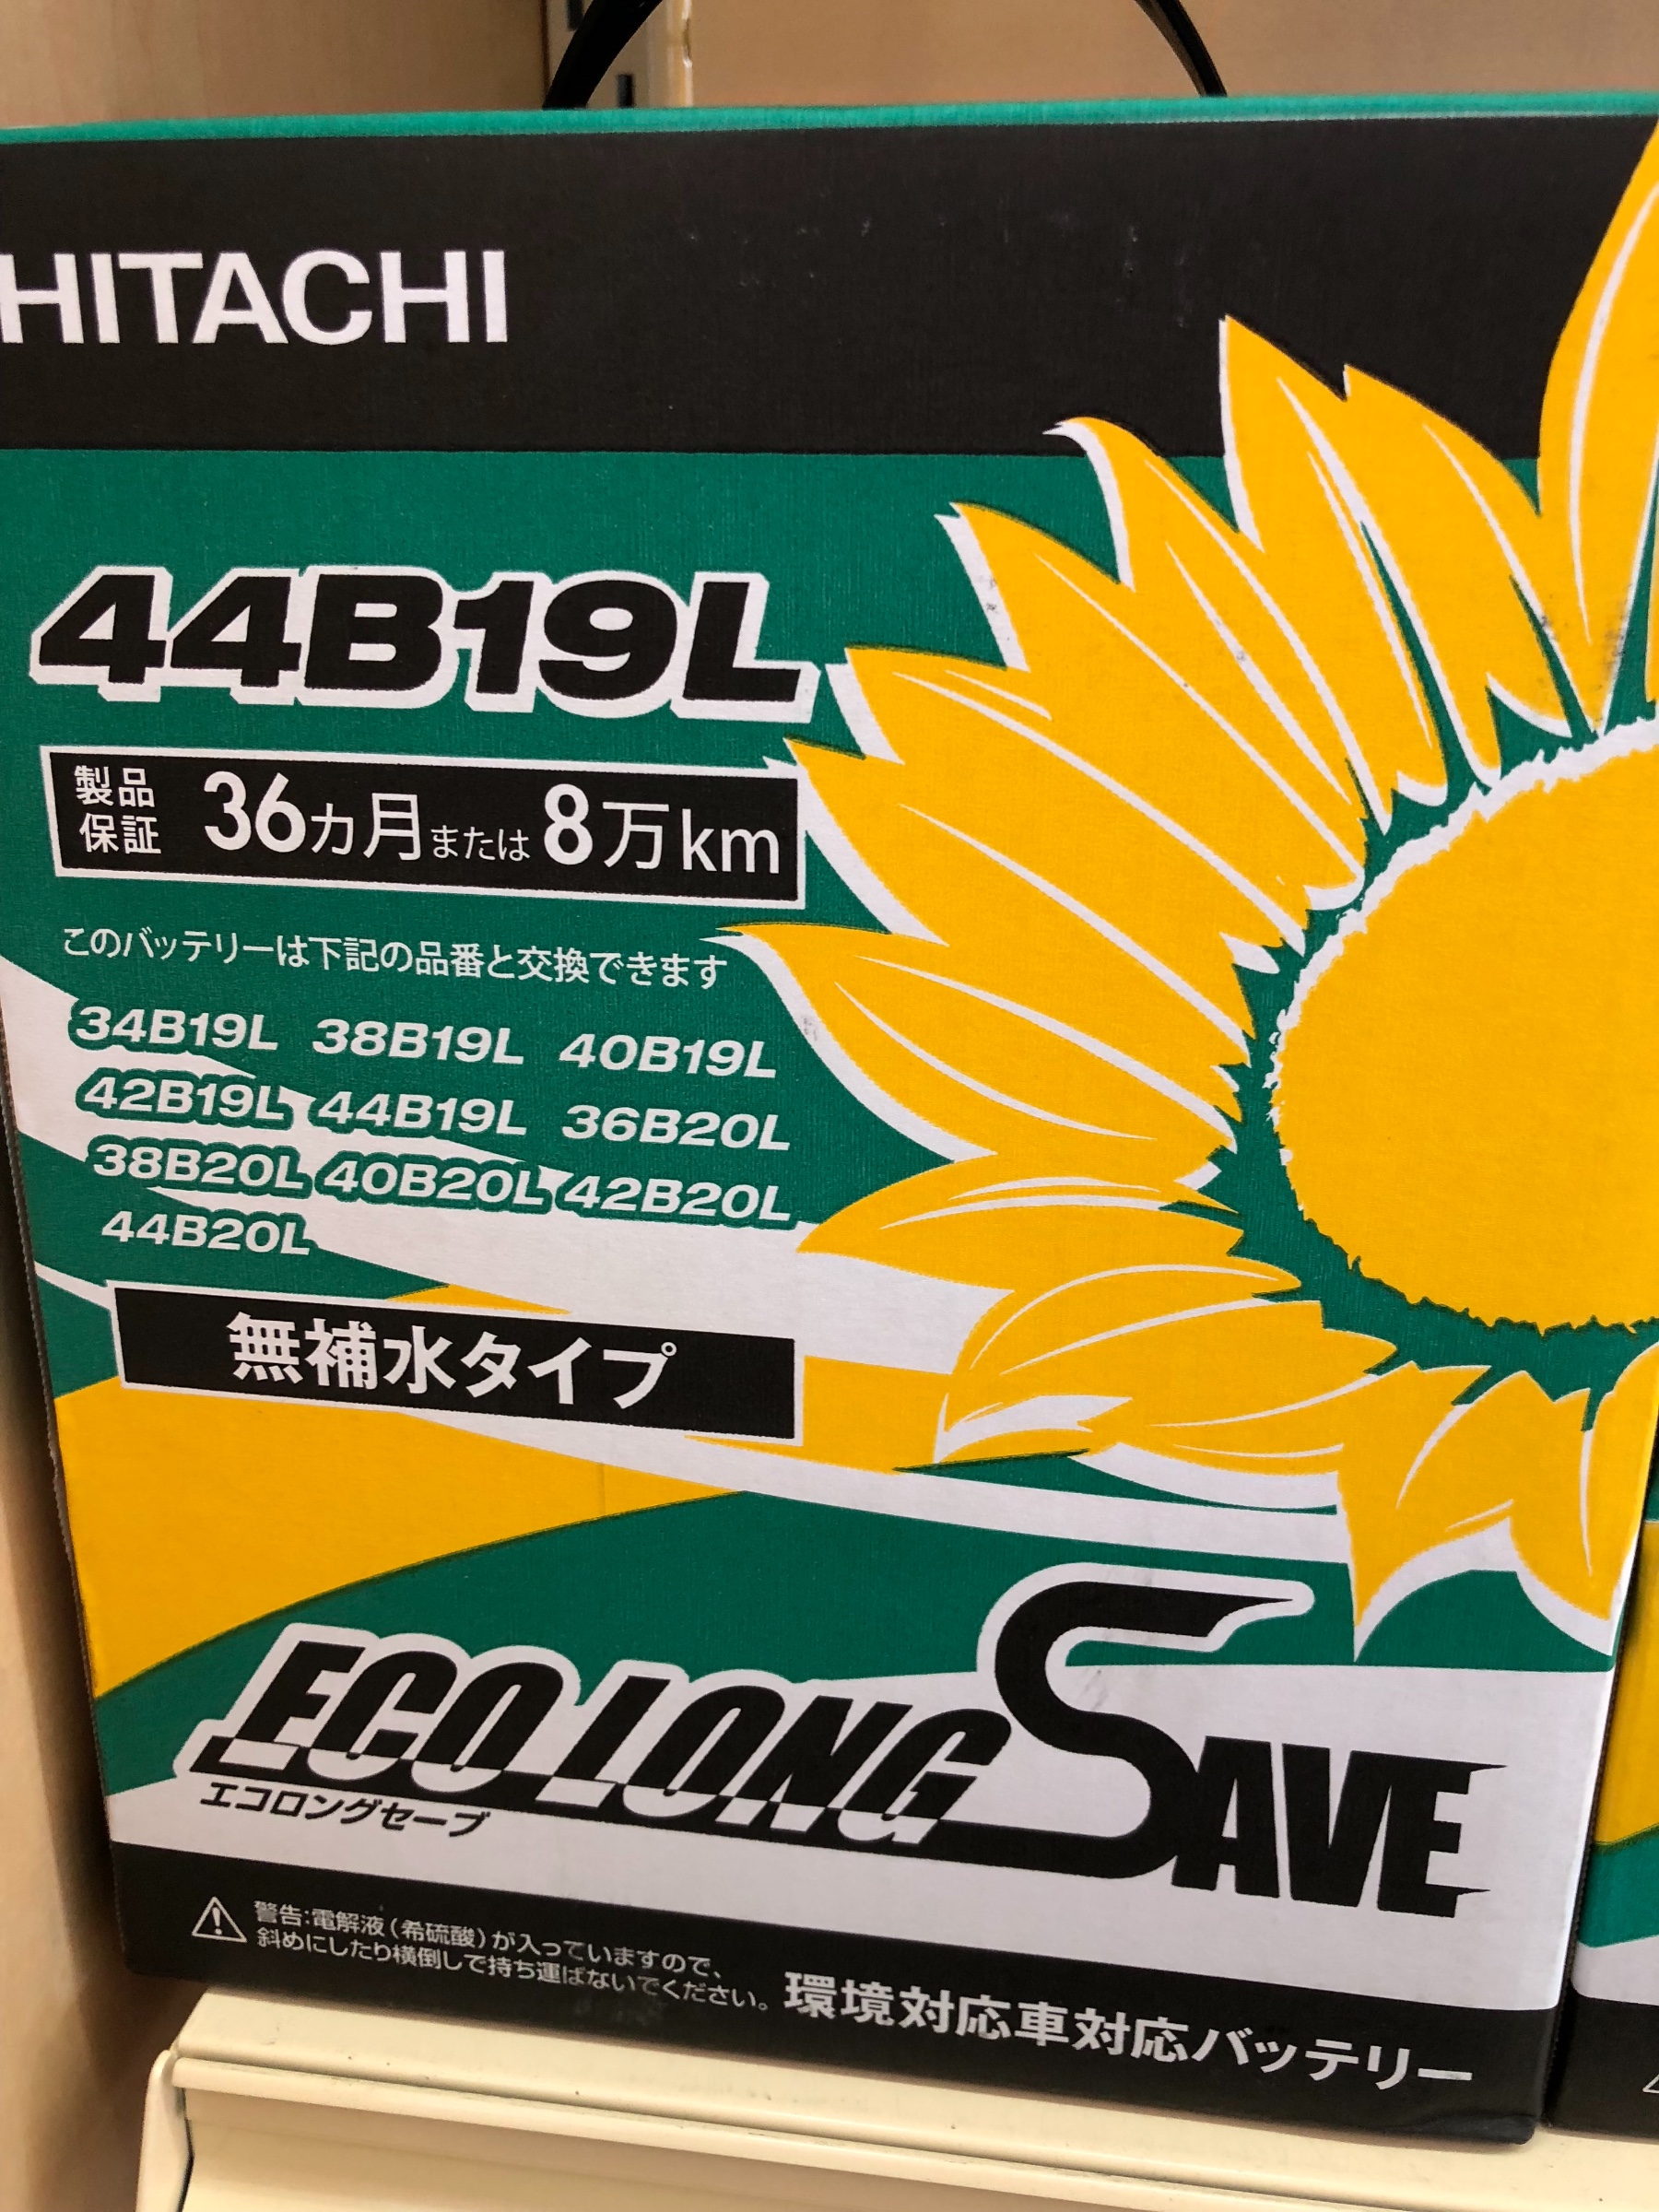 HITACHI
44B19L
製品保証 36カ月または8万km
このバッテリーは下記の品番と交換できます
34B19L 38B19L 40B19L
42B19L 44B19L 36B20L
38B20L 40B20L 42B20L
44B20L
無補水タイプ
ECO LONG SAVE
エコロングセーブ
警告:電解液(希硫酸)が入っていますので、
斜めにしたり横倒しで持ち運ばないでください。
環境対応車対応バッテリー